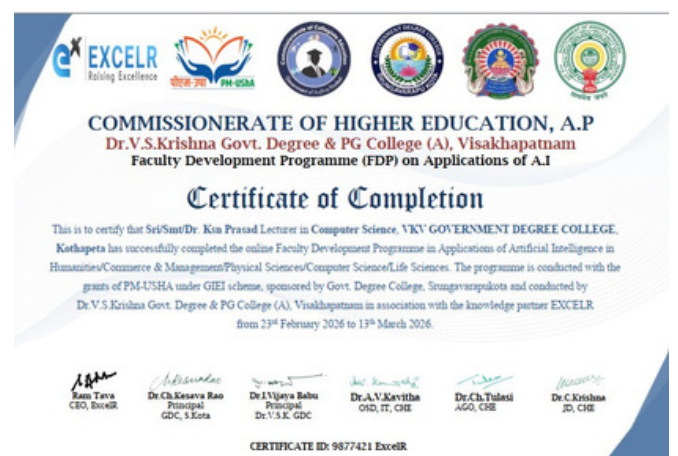 EXCELR
Raising Excellence
पीएम-उषा PM-USHA
COMMISSIONERATE OF HIGHER EDUCATION, A.P
Dr.V.S.Krishna Govt. Degree & PG College (A), Visakhapatnam
Faculty Development Programme (FDP) on Applications of A.I
Certificate of Completion
This is to certify that Sri/Smt/Dr. Ksn Prasad Lecturer in Computer Science, VKV GOVERNMENT DEGREE COLLEGE,
Kothapeta has successfully completed the online Faculty Development Programme in Applications of Artificial Intelligence in
Humanities/Commerce & Management/Physical Sciences/Computer Science/Life Sciences. The programme is conducted with the
grants of PM-USHA under GIEI scheme, sponsored by Govt. Degree College, Srungavarapukota and conducted by
Dr.V.S.Krishna Govt. Degree & PG College (A), Visakhapatnam in association with the knowledge partner EXCELR
from 23rd February 2026 to 13th March 2026.
Ram Tava
CEO, ExcelR
Dr.Ch.Kesava Rao
Principal
GDC, S.Kota
Dr.I.Vijaya Babu
Principal
Dr.V.S.K. GDC
Dr.A.V.Kavitha
OSD, IT, CHE
Dr.Ch.Tulasi
AGO, CHE
Dr.C.Krishna
JD, CHE
CERTIFICATE ID: 9877421 ExcelR